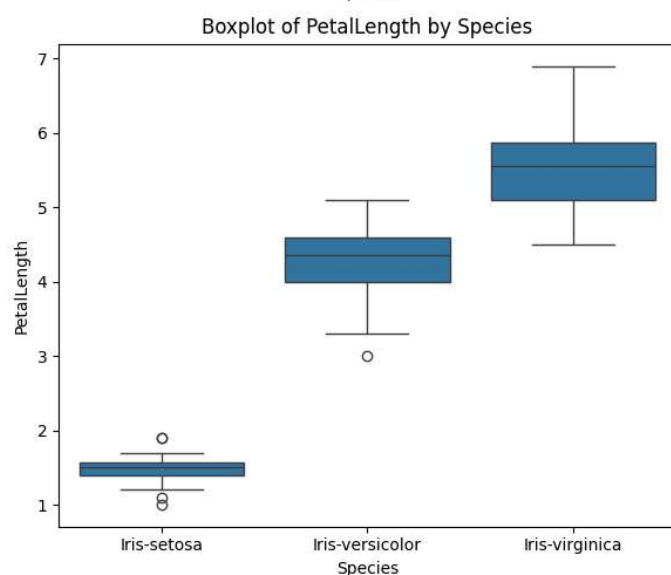 Boxplot of PetalLength by Species
7
6
5
4
3
2
1
PetalLength
Iris-setosa
Iris-versicolor
Iris-virginica
Species